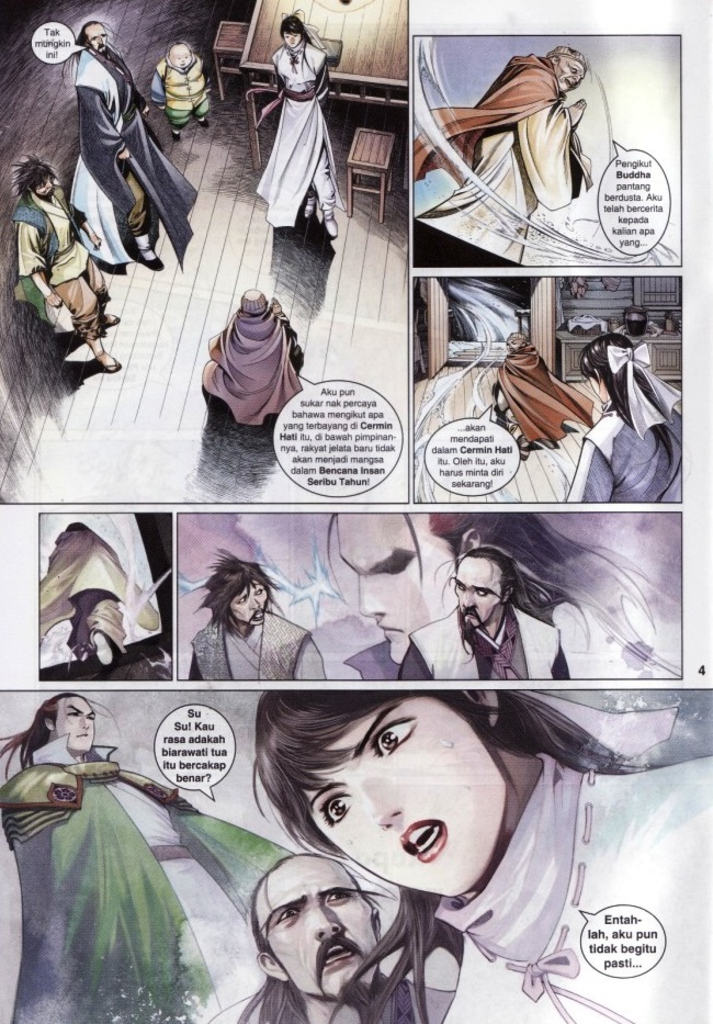 Tak
mungkin
ini!
Aku pun
sukar nak percaya
bahawa mengikut apa
yang terbayang di Cermin
Hati itu, di bawah pimpinan-
nya, rakyat jelata baru tidak
akan menjadi mangsa
dalam Bencana Insan
Seribu Tahun!
Pengikut
Buddha
pantang
berdusta. Aku
telah bercerita
kepada
kalian apa
yang...
...akan
mendapati
dalam Cermin Hati
itu. Oleh itu, aku
harus minta diri
sekarang!
4
Su
Su! Kau
rasa adakah
biarawati tua
itu bercakap
benar?
Entah-
lah, aku pun
tidak begitu
pasti...